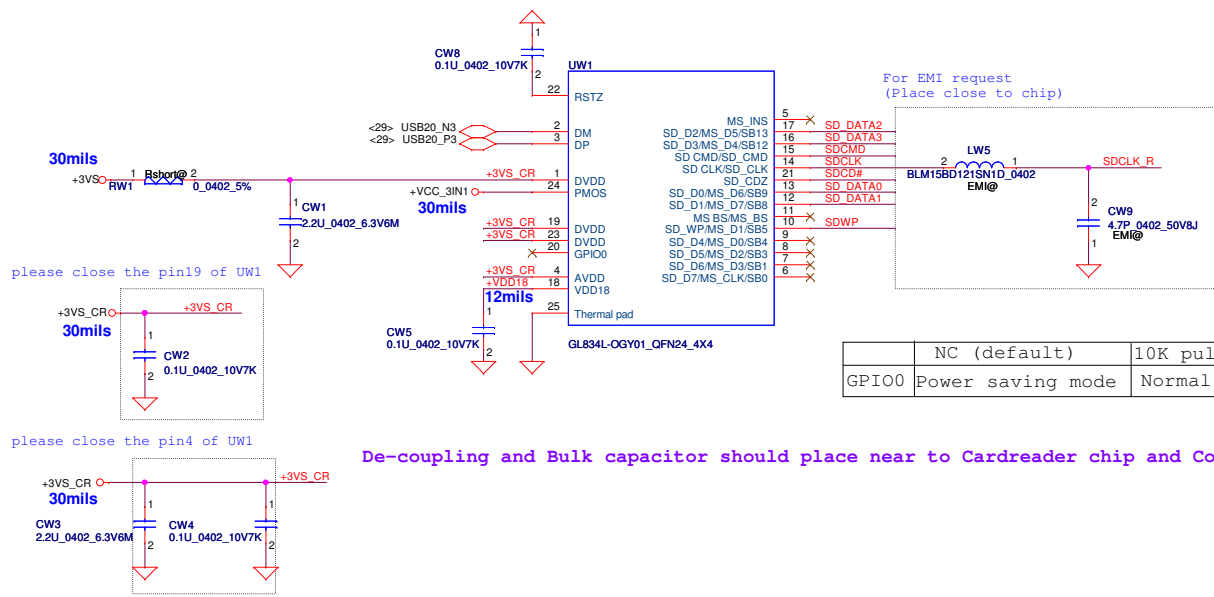 1
CW8
0.1U_0402_10V7K
2
UW1
22
RSTZ
For EMI request
(Place close to chip)
<29> USB20_N3
2
DM
<29> USB20_P3
3
DP
MS_INS
5
SD_D2/MS_D5/SB13
17
SD_DATA2
SD_D3/MS_D4/SB12
16
SD_DATA3
SD CMD/SD_CMD
15
SDCMD
SD CLK/SD_CLK
14
SDCLK
SD_CDZ
21
SDCD#
SD_D0/MS_D6/SB9
13
SD_DATA0
SD_D1/MS_D7/SB8
12
SD_DATA1
MS BS/MS_BS
11
SD_WP/MS_D1/SB5
10
SDWP
SD_D4/MS_D0/SB4
9
SD_D5/MS_D2/SB3
8
SD_D6/MS_D3/SB1
7
SD_D7/MS_CLK/SB0
6
2
LW5
1
BLM15BD121SN1D_0402
EMI@
SDCLK_R
2
CW9
4.7P_0402_50V8J
EMI@
1
30mils
+3VS
1
Rshort@
2
RW1
0_0402_5%
+3VS_CR
1
DVDD
+VCC_3IN1
24
PMOS
30mils
1
CW1
2.2U_0402_6.3V6M
2
+3VS_CR
19
DVDD
+3VS_CR
23
DVDD
20
GPIO0
+3VS_CR
4
AVDD
+VDD18
18
VDD18
12mils
25
Thermal pad
1
CW5
0.1U_0402_10V7K
2
GL834L-OGY01_QFN24_4X4
please close the pin19 of UW1
+3VS_CR
+3VS_CR
30mils
1
CW2
0.1U_0402_10V7K
2
NC (default)
10K pul
GPIO0
Power saving mode
Normal
please close the pin4 of UW1
De-coupling and Bulk capacitor should place near to Cardreader chip and Co
+3VS_CR
+3VS_CR
30mils
1
1
CW3
2.2U_0402_6.3V6M
2
CW4
0.1U_0402_10V7K
2